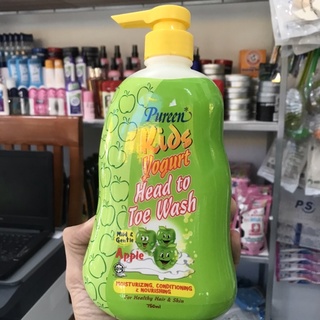 Pureen
Kids
Yogurt
Head to
Toe Wash
Mild &
Gentle
Apple
MOISTURIZING, CONDITIONING
& NOURISHING
For Healthy Hair & Skin
750ml